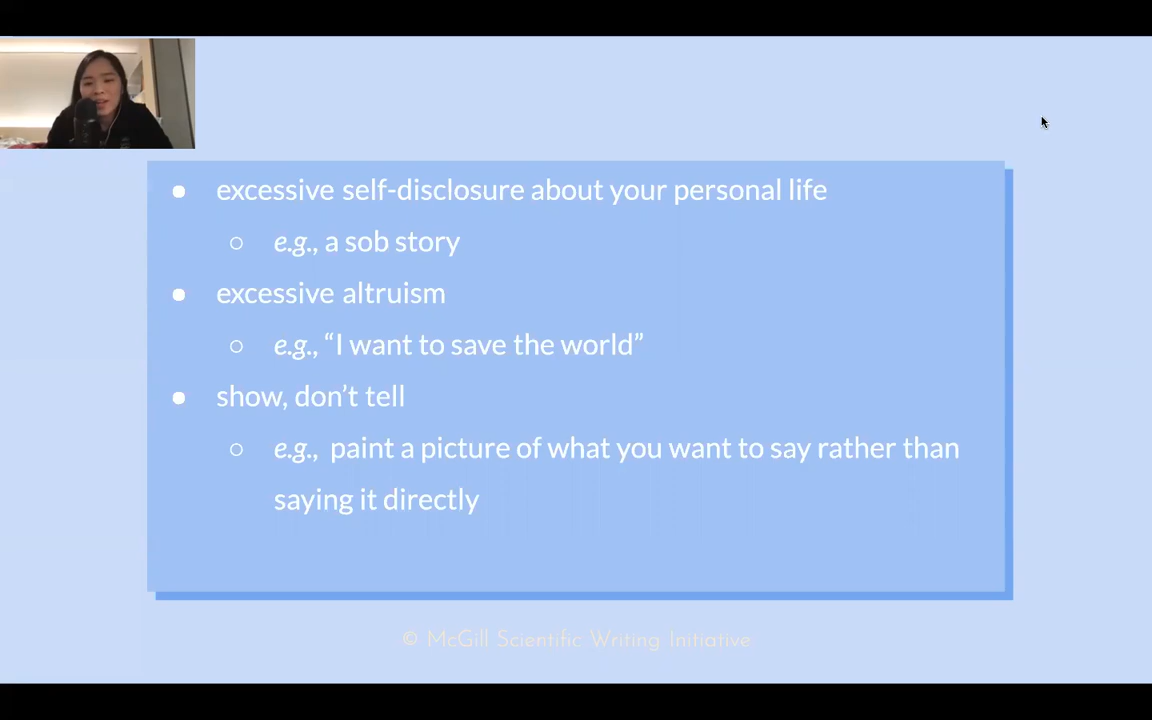 ● excessive self-disclosure about your personal life
○ e.g., a sob story
● excessive altruism
○ e.g., “I want to save the world”
● show, don’t tell
○ e.g., paint a picture of what you want to say rather than
saying it directly
© McGill Scientific Writing Initiative